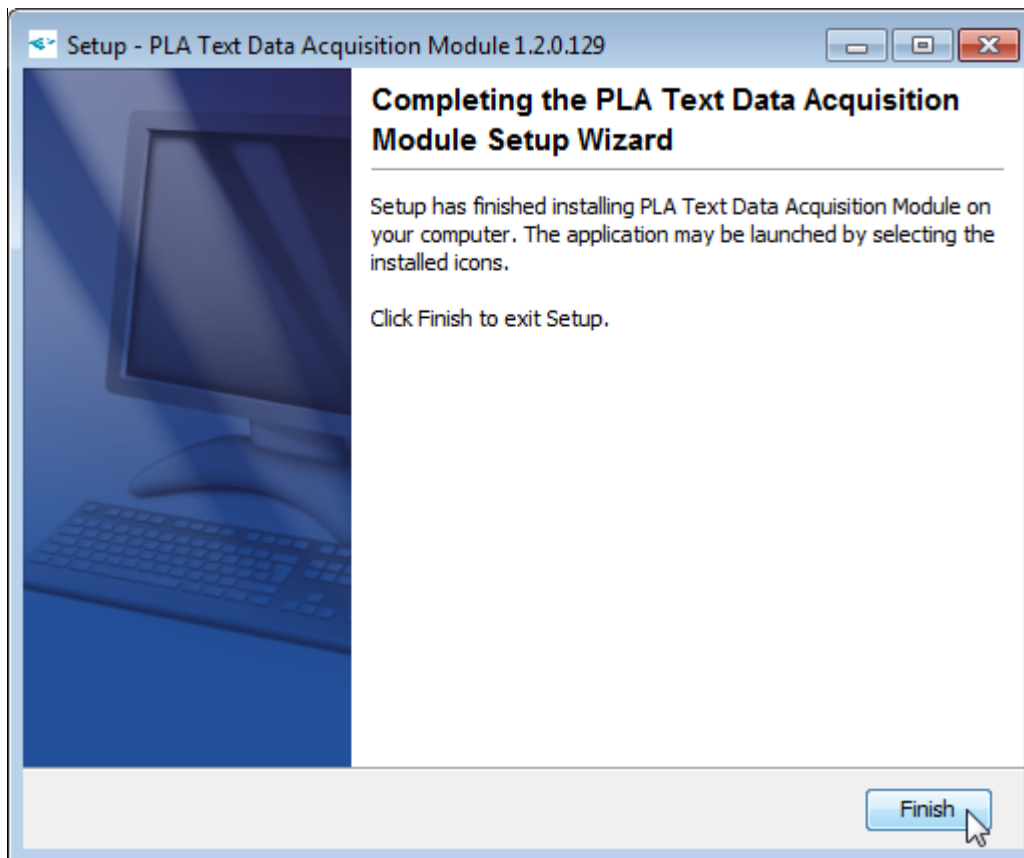 Setup - PLA Text Data Acquisition Module 1.2.0.129
Completing the PLA Text Data Acquisition
Module Setup Wizard
Setup has finished installing PLA Text Data Acquisition Module on
your computer. The application may be launched by selecting the
installed icons.
Click Finish to exit Setup.
Finish